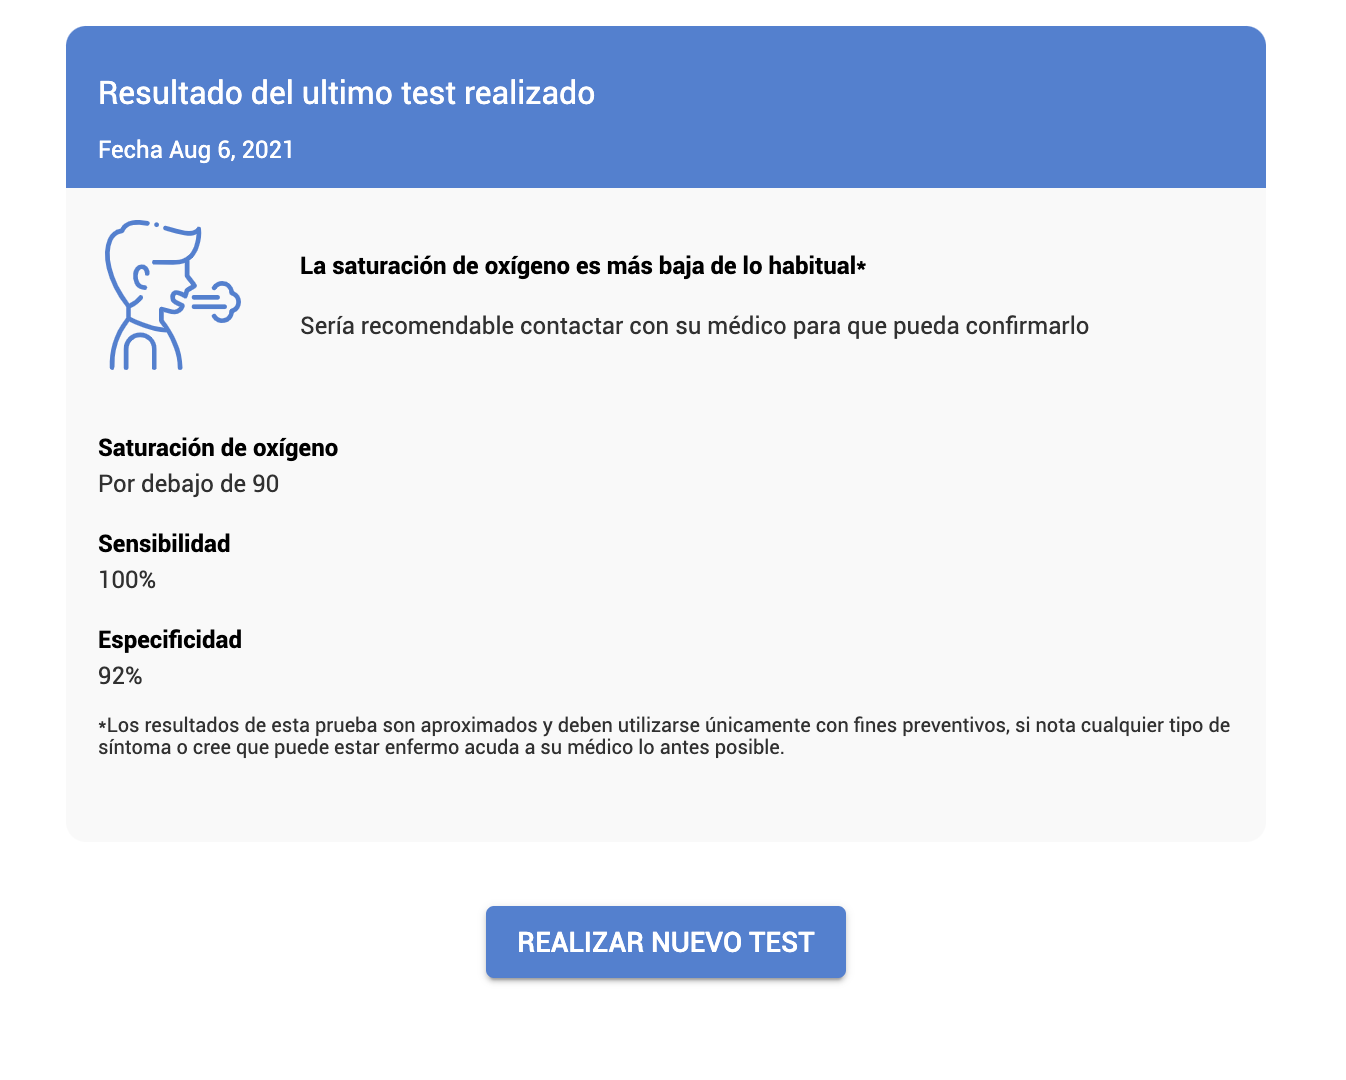 Resultado del ultimo test realizado
Fecha Aug 6, 2021
La saturación de oxígeno es más baja de lo habitual*
Sería recomendable contactar con su médico para que pueda confirmarlo
Saturación de oxígeno
Por debajo de 90
Sensibilidad
100%
Especificidad
92%
*Los resultados de esta prueba son aproximados y deben utilizarse únicamente con fines preventivos, si nota cualquier tipo de
síntoma o cree que puede estar enfermo acuda a su médico lo antes posible.
REALIZAR NUEVO TEST